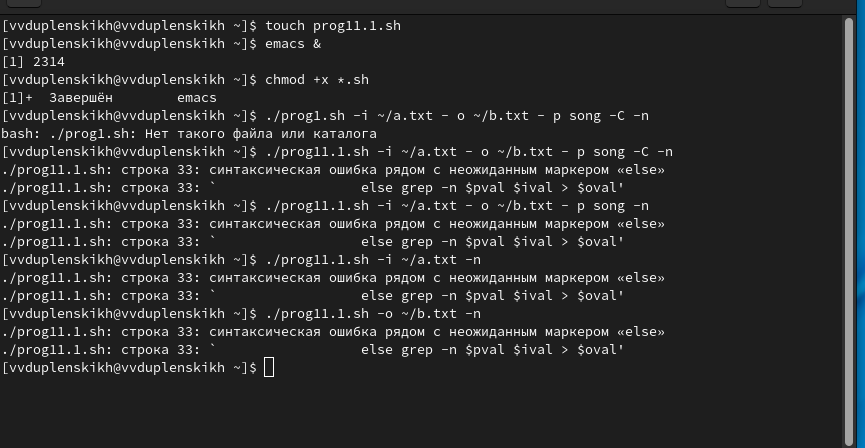 [vvduplenskikh@vvduplenskikh ~]$ touch prog11.1.sh
[vvduplenskikh@vvduplenskikh ~]$ emacs &
[1] 2314
[vvduplenskikh@vvduplenskikh ~]$ chmod +x *.sh
[1]+  Завершён        emacs
[vvduplenskikh@vvduplenskikh ~]$ ./prog1.sh -i ~/a.txt - o ~/b.txt - p song -C -n
bash: ./prog1.sh: Нет такого файла или каталога
[vvduplenskikh@vvduplenskikh ~]$ ./prog11.1.sh -i ~/a.txt - o ~/b.txt - p song -C -n
./prog11.1.sh: строка 33: синтаксическая ошибка рядом с неожиданным маркером «else»
./prog11.1.sh: строка 33: `                  else grep -n $pval $ival > $oval'
[vvduplenskikh@vvduplenskikh ~]$ ./prog11.1.sh -i ~/a.txt - o ~/b.txt - p song -n
./prog11.1.sh: строка 33: синтаксическая ошибка рядом с неожиданным маркером «else»
./prog11.1.sh: строка 33: `                  else grep -n $pval $ival > $oval'
[vvduplenskikh@vvduplenskikh ~]$ ./prog11.1.sh -i ~/a.txt -n
./prog11.1.sh: строка 33: синтаксическая ошибка рядом с неожиданным маркером «else»
./prog11.1.sh: строка 33: `                  else grep -n $pval $ival > $oval'
[vvduplenskikh@vvduplenskikh ~]$ ./prog11.1.sh -o ~/b.txt -n
./prog11.1.sh: строка 33: синтаксическая ошибка рядом с неожиданным маркером «else»
./prog11.1.sh: строка 33: `                  else grep -n $pval $ival > $oval'
[vvduplenskikh@vvduplenskikh ~]$